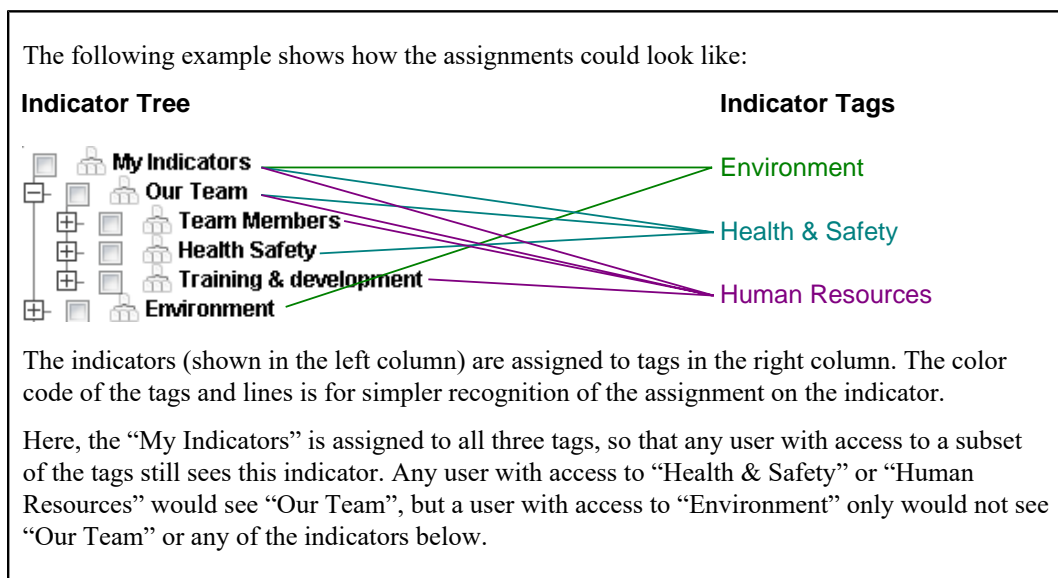 The following example shows how the assignments could look like:
Indicator Tree
Indicator Tags
My Indicators
Environment
Our Team
Team Members
Health & Safety
Health Safety
Training & development
Human Resources
Environment
The indicators (shown in the left column) are assigned to tags in the right column. The color
code of the tags and lines is for simpler recognition of the assignment on the indicator.
Here, the “My Indicators” is assigned to all three tags, so that any user with access to a subset
of the tags still sees this indicator. Any user with access to “Health & Safety” or “Human
Resources” would see “Our Team”, but a user with access to “Environment” only would not see
“Our Team” or any of the indicators below.